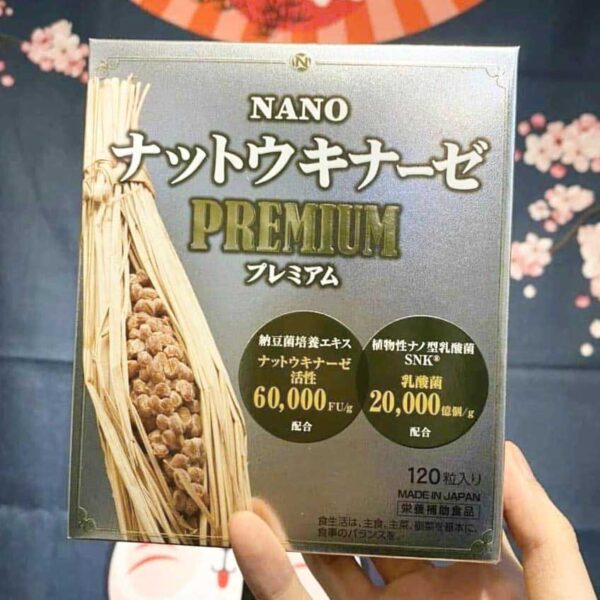 N
NANO
ナットウキナーゼ
PREMIUM
プレミアム
納豆菌培養エキス
ナットウキナーゼ
活性
60,000FU/g
配合
植物性ナノ型乳酸菌
SNK®
乳酸菌
20,000億個/g
配合
120粒入り
MADE IN JAPAN
栄養補助食品
食生活は、主食、主菜、副菜を基本に、
食事のバランスを。